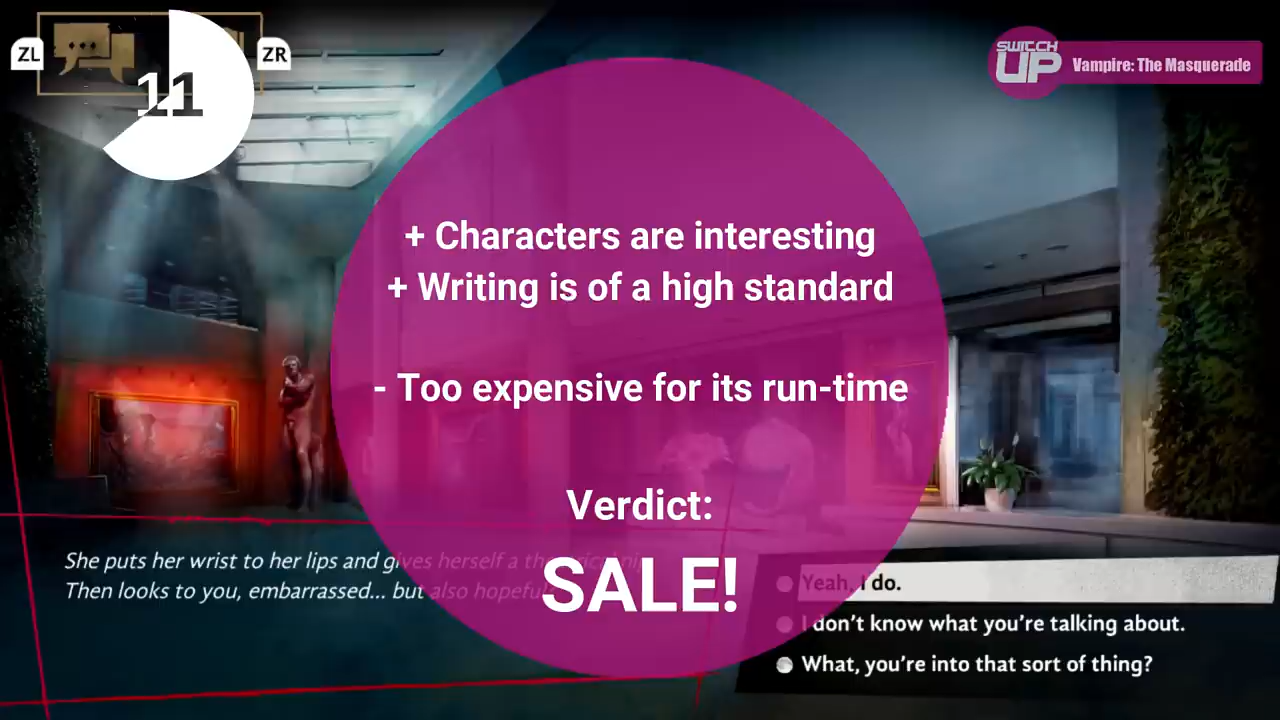 ZL
ZR
11
SWITCH
UP
Vampire: The Masquerade
+ Characters are interesting
+ Writing is of a high standard
- Too expensive for its run-time
Verdict:
SALE!
She puts her wrist to her lips and gives herself a theatrical nip.
Then looks to you, embarrassed... but also hopeful.
Yeah, I do.
I don't know what you're talking about.
What, you're into that sort of thing?